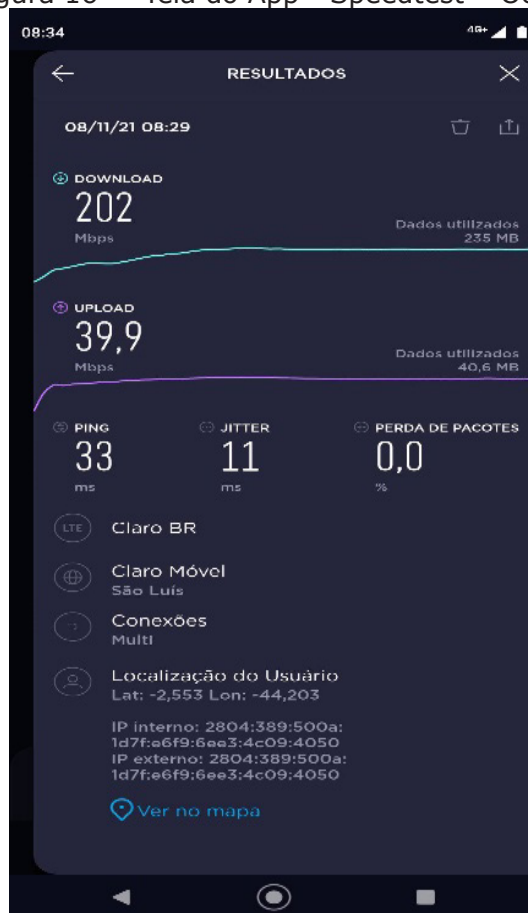 08:34
4G+
RESULTADOS
08/11/21 08:29
DOWNLOAD
202
Mbps
Dados utilizados
235 MB
UPLOAD
39,9
Mbps
Dados utilizados
40,6 MB
PING
33
ms
JITTER
11
ms
PERDA DE PACOTES
0,0
%
LTE
Claro BR
Claro Móvel
São Luís
Conexões
Multi
Localização do Usuário
Lat: -2,553 Lon: -44,203
IP interno: 2804:389:500a:
1d7f:e6f9:6ee3:4c09:4050
IP externo: 2804:389:500a:
1d7f:e6f9:6ee3:4c09:4050
Ver no mapa